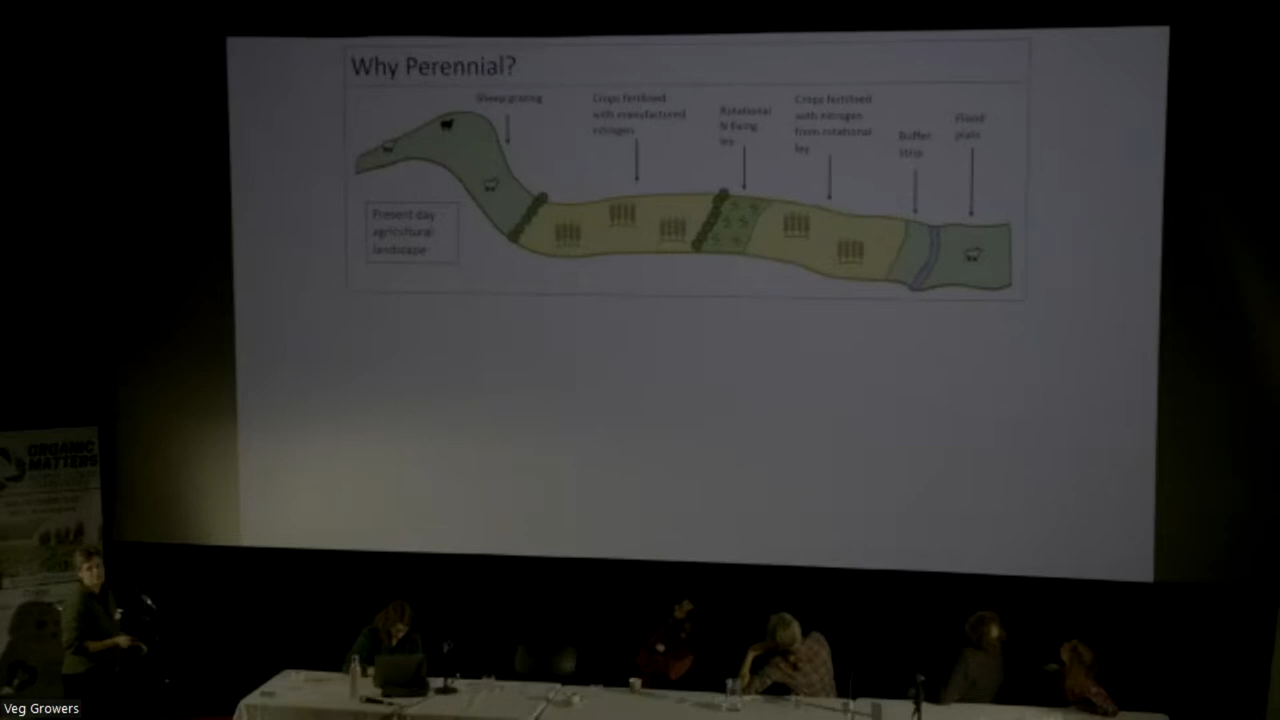 Why Perennial?
Sheep grazing
Crops fertilised
with manufactured
nitrogen
Rotational
N fixing
ley
Crops fertilised
with nitrogen
from rotational
ley
Buffer
strip
Flood
plain
Present day
agricultural
landscape
ORGANIC
MATTERS
Veg Growers